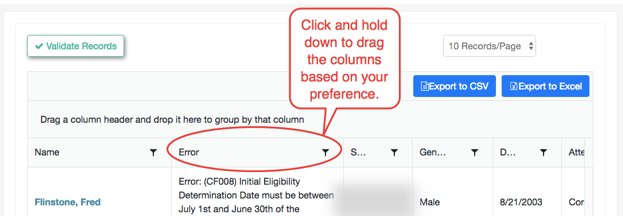 Click and hold
down to drag
the columns
based on your
preference.
Validate Records
10 Records/Page
Export to CSV
Export to Excel
Drag a column header and drop it here to group by that column
Name
Error
S...
Gen...
D...
Atte
Flinstone, Fred
Error: (CF008) Initial Eligibility
Determination Date must be between
July 1st and June 30th of the
Male
8/21/2003
Cor